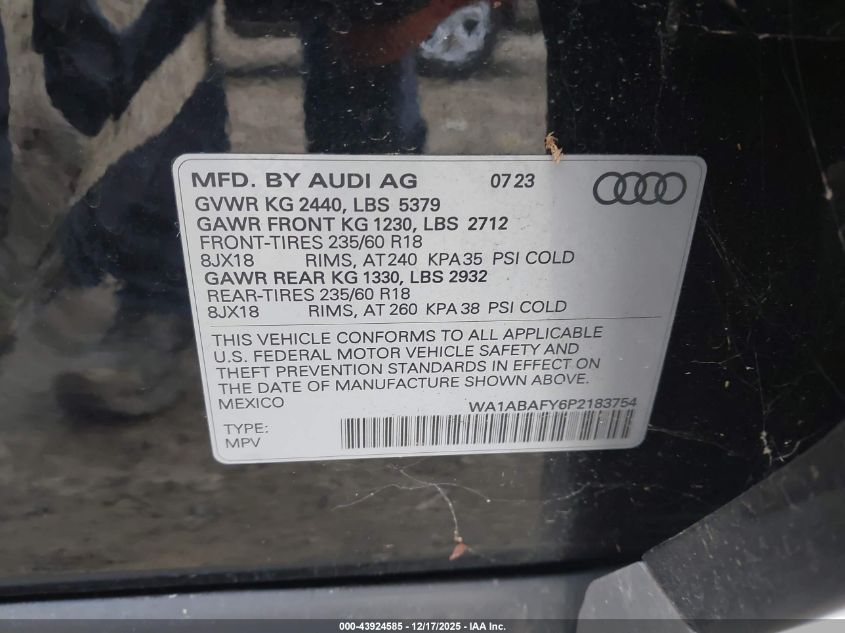 MFD. BY AUDI AG 07 23
GVWR KG 2440, LBS 5379
GAWR FRONT KG 1230, LBS 2712
FRONT-TIRES 235/60 R18
8JX18 RIMS, AT 240 KPA 35 PSI COLD
GAWR REAR KG 1330, LBS 2932
REAR-TIRES 235/60 R18
8JX18 RIMS, AT 260 KPA 38 PSI COLD
THIS VEHICLE CONFORMS TO ALL APPLICABLE
U.S. FEDERAL MOTOR VEHICLE SAFETY AND
THEFT PREVENTION STANDARDS IN EFFECT ON
THE DATE OF MANUFACTURE SHOWN ABOVE.
MEXICO WA1ABAFY6P2183754
TYPE:
MPV
000-43924585 - 12/17/2025 - IAA Inc.